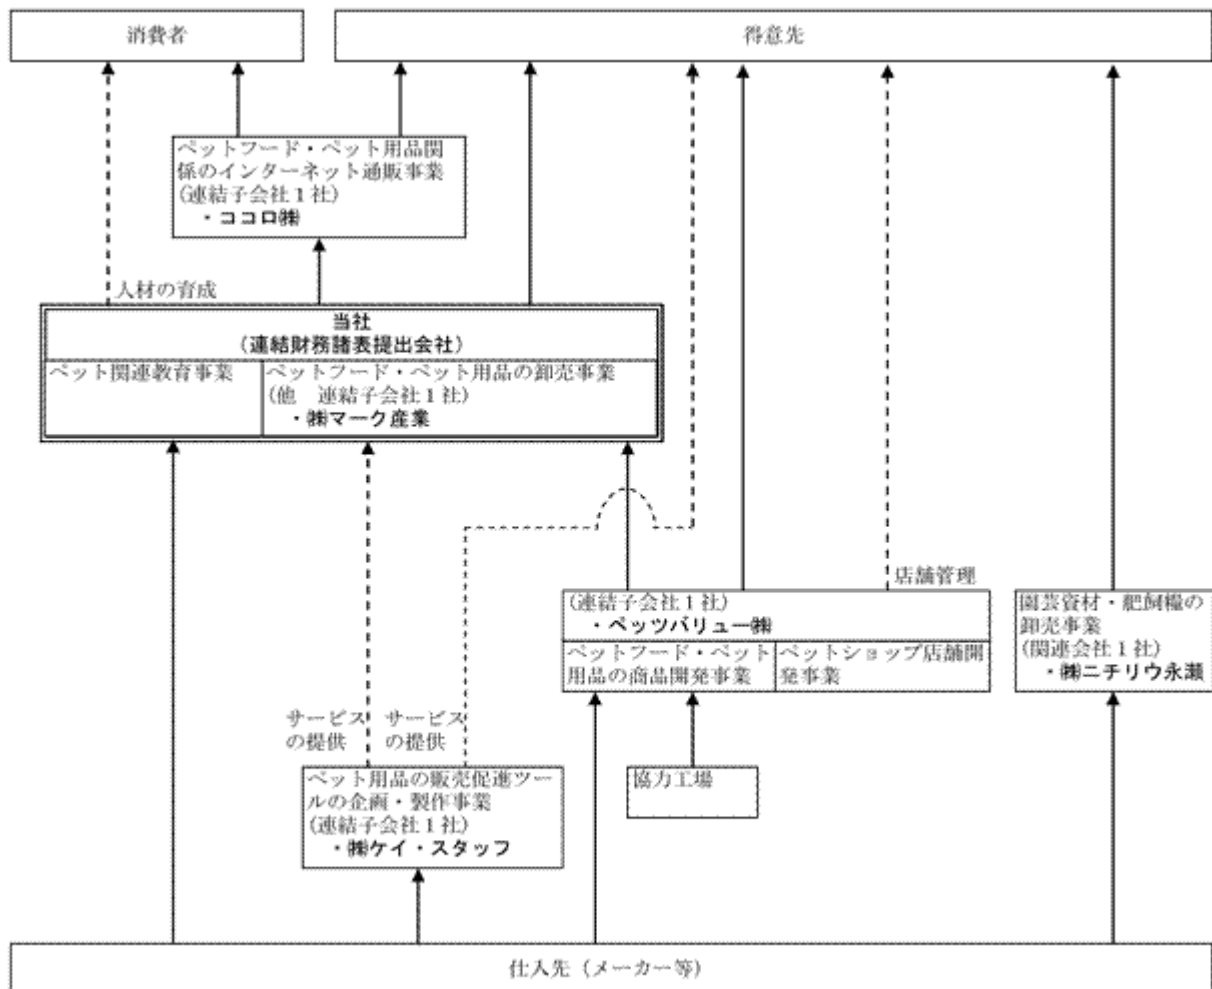 消費者
得意先
ペットフード・ペット用品関
係のインターネット通販事業
(連結子会社１社)
・ココロ㈱
人材の育成
当社
(連結財務諸表提出会社)
ペット関連教育事業
ペットフード・ペット用品の卸売事業
(他　連結子会社１社)
・㈱マーク産業
店舗管理
(連結子会社１社)
・ペッツバリュー㈱
ペットフード・ペット
用品の商品開発事業
ペットショップ店舗開
発事業
園芸資材・肥飼糧の
卸売事業
(関連会社１社)
・㈱ニチリウ永瀬
サービス
の提供
サービス
の提供
ペット用品の販売促進ツー
ルの企画・製作事業
(連結子会社１社)
・㈱ケイ・スタッフ
協力工場
仕入先（メーカー等)